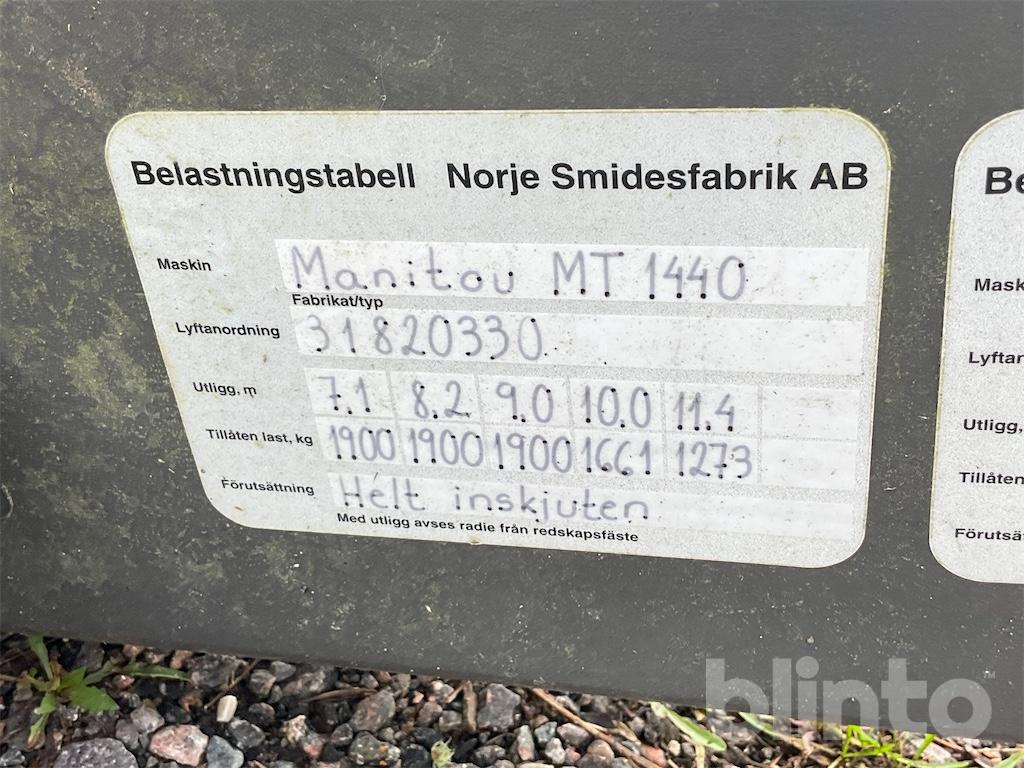 Belastningstabell Norje Smidesfabrik AB
Maskin Manitou MT 1440
Fabrikat/typ
Lyftanordning 31820330
Utligg, m 7.1 8.2 9.0 10.0 11.4
Tillåten last, kg 1900 1900 1900 1661 1273
Förutsättning Helt inskjuten
Med utligg avses radie från redskapsfäste
Be
Mask
Lyftan
Utligg,
Tillåten
Förutsät
blinto